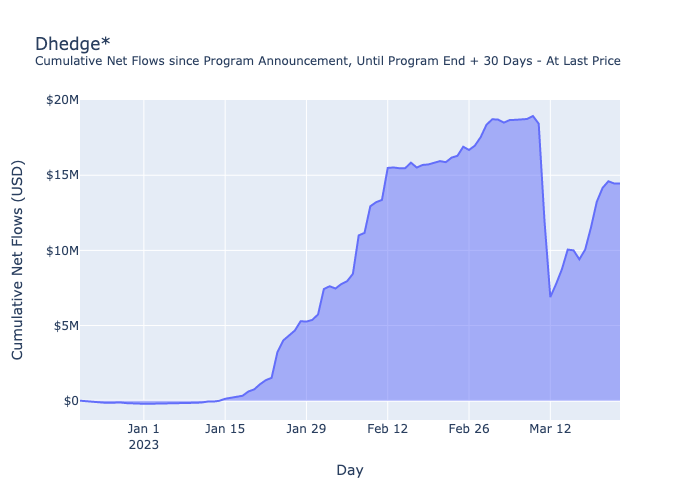 Dhedge*
Cumulative Net Flows since Program Announcement, Until Program End + 30 Days - At Last Price
Cumulative Net Flows (USD)
$20M
$15M
$10M
$5M
$0
Jan 1
2023
Jan 15
Jan 29
Feb 12
Feb 26
Mar 12
Day